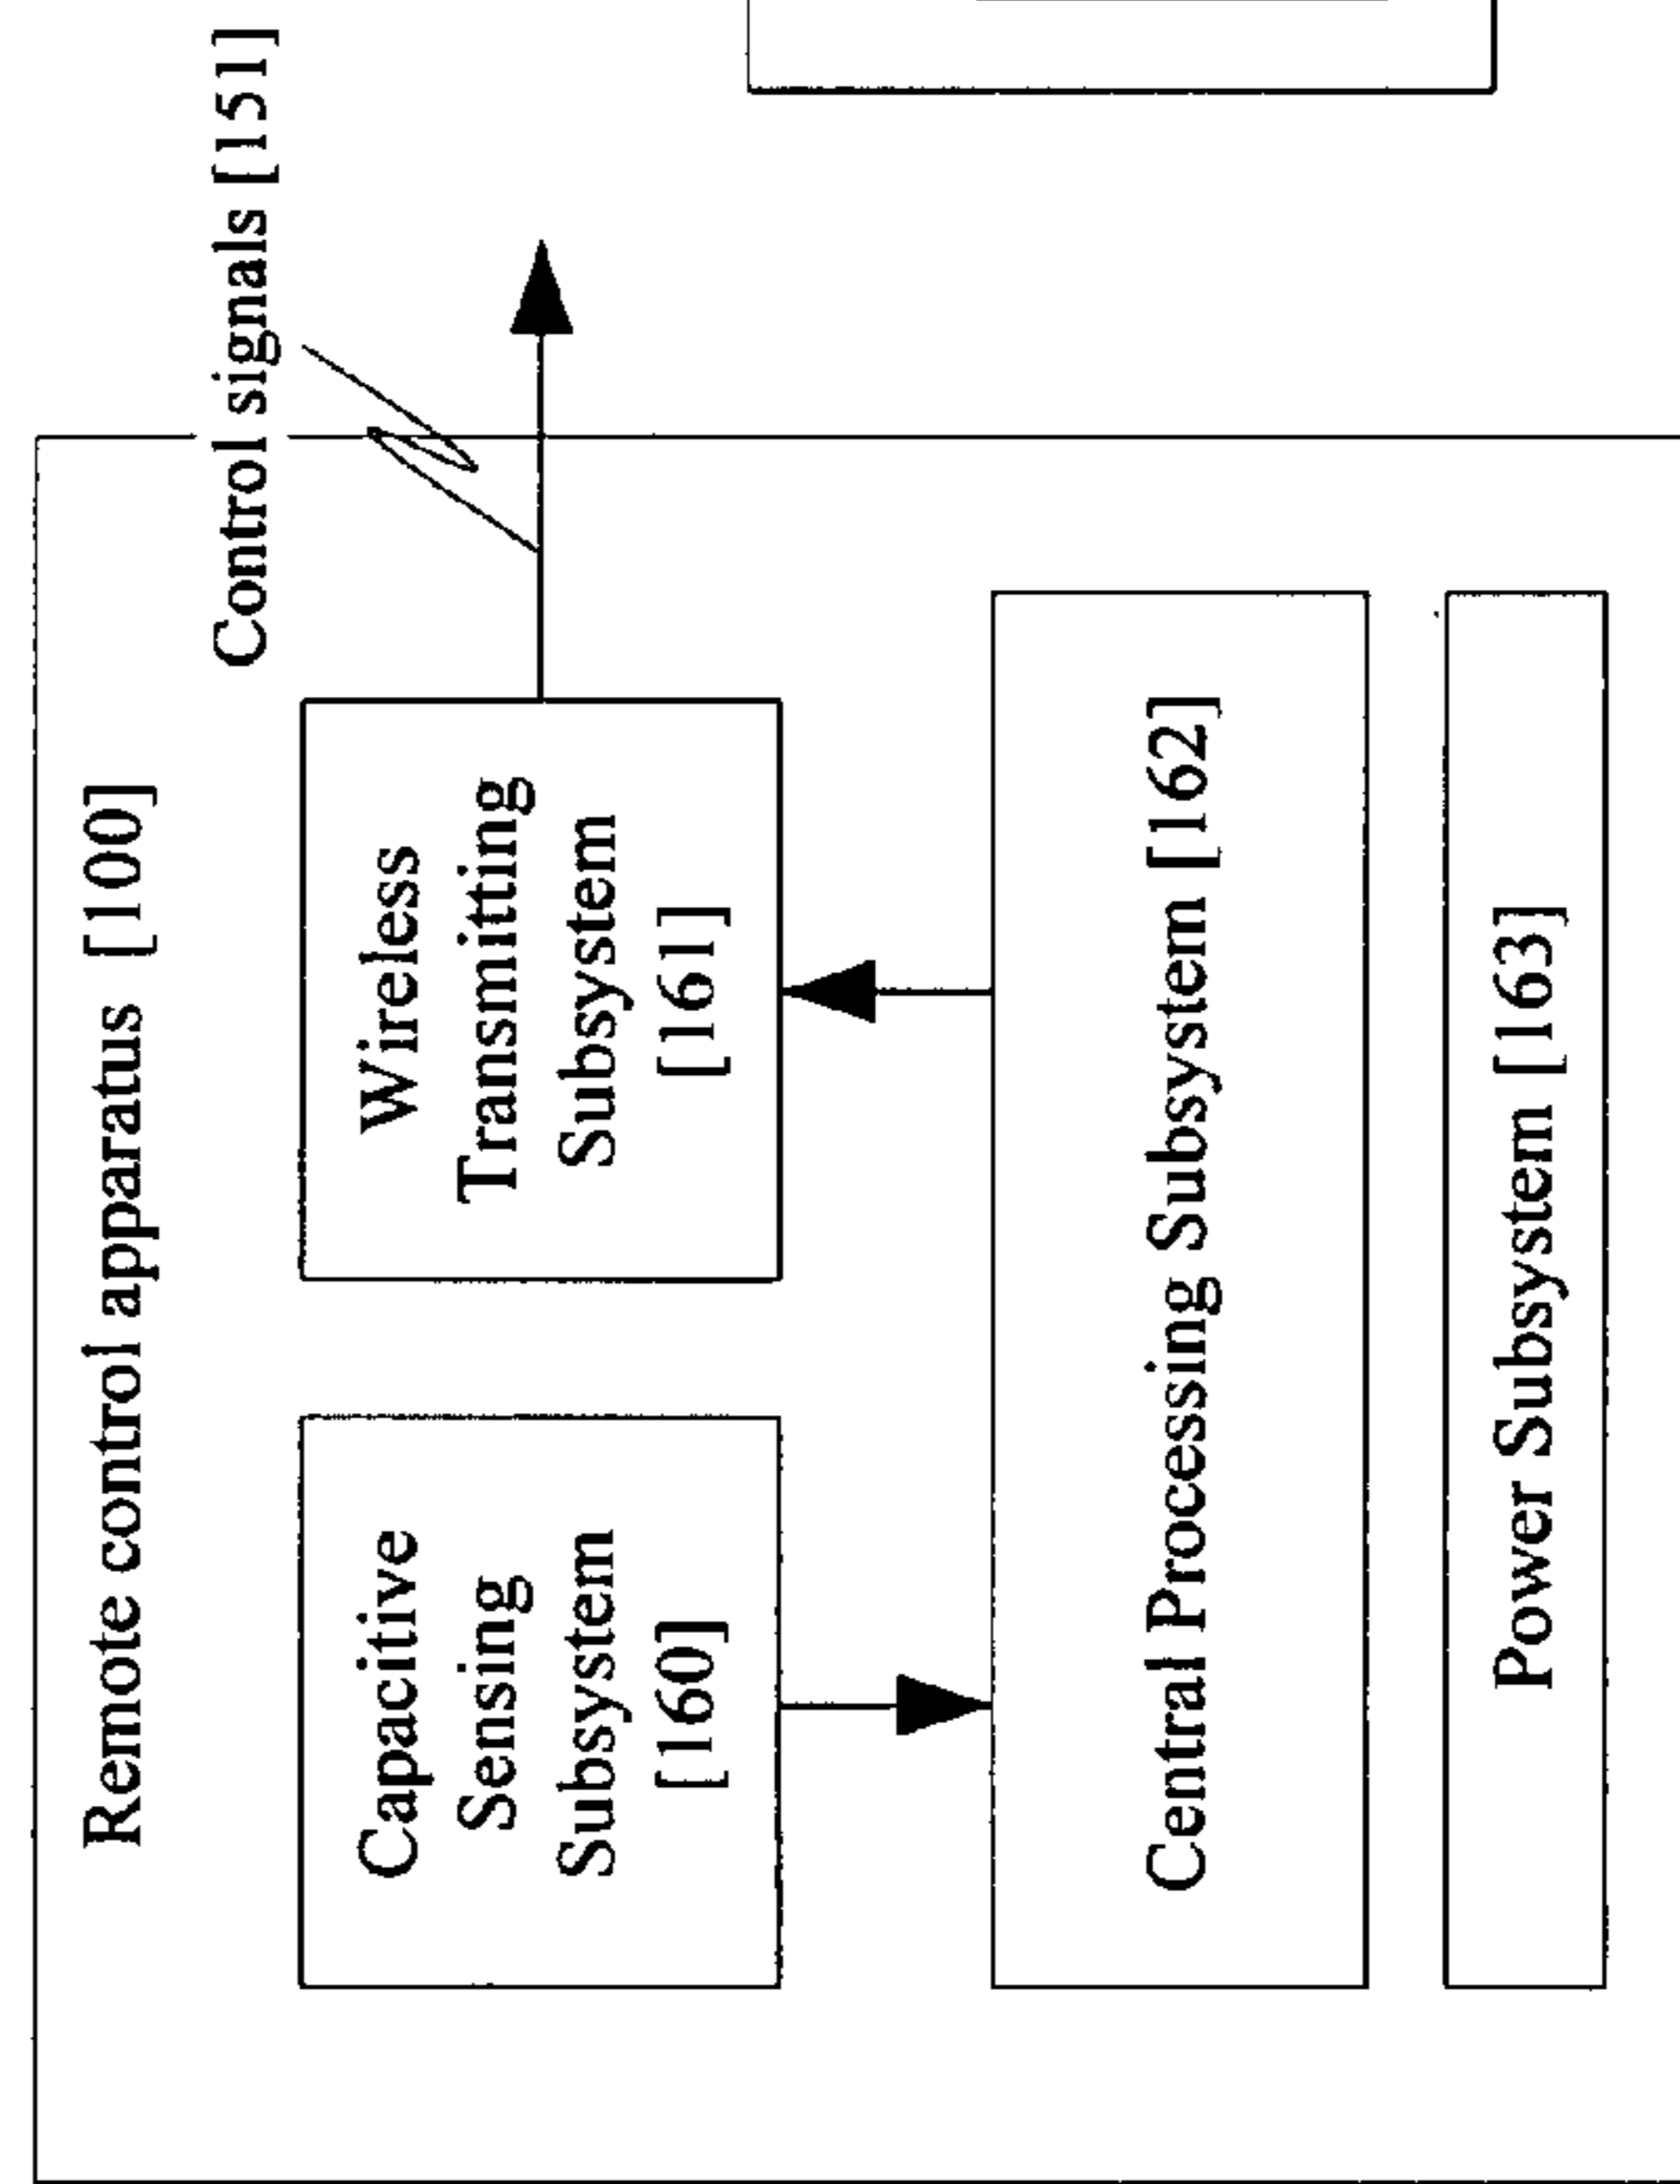 Remote control apparatus [100]
Control signals [151]
Capacitive
Sensing
Subsystem
[160]
Wireless
Transmitting
Subsystem
[161]
Central Processing Subsystem [162]
Power Subsystem [163]